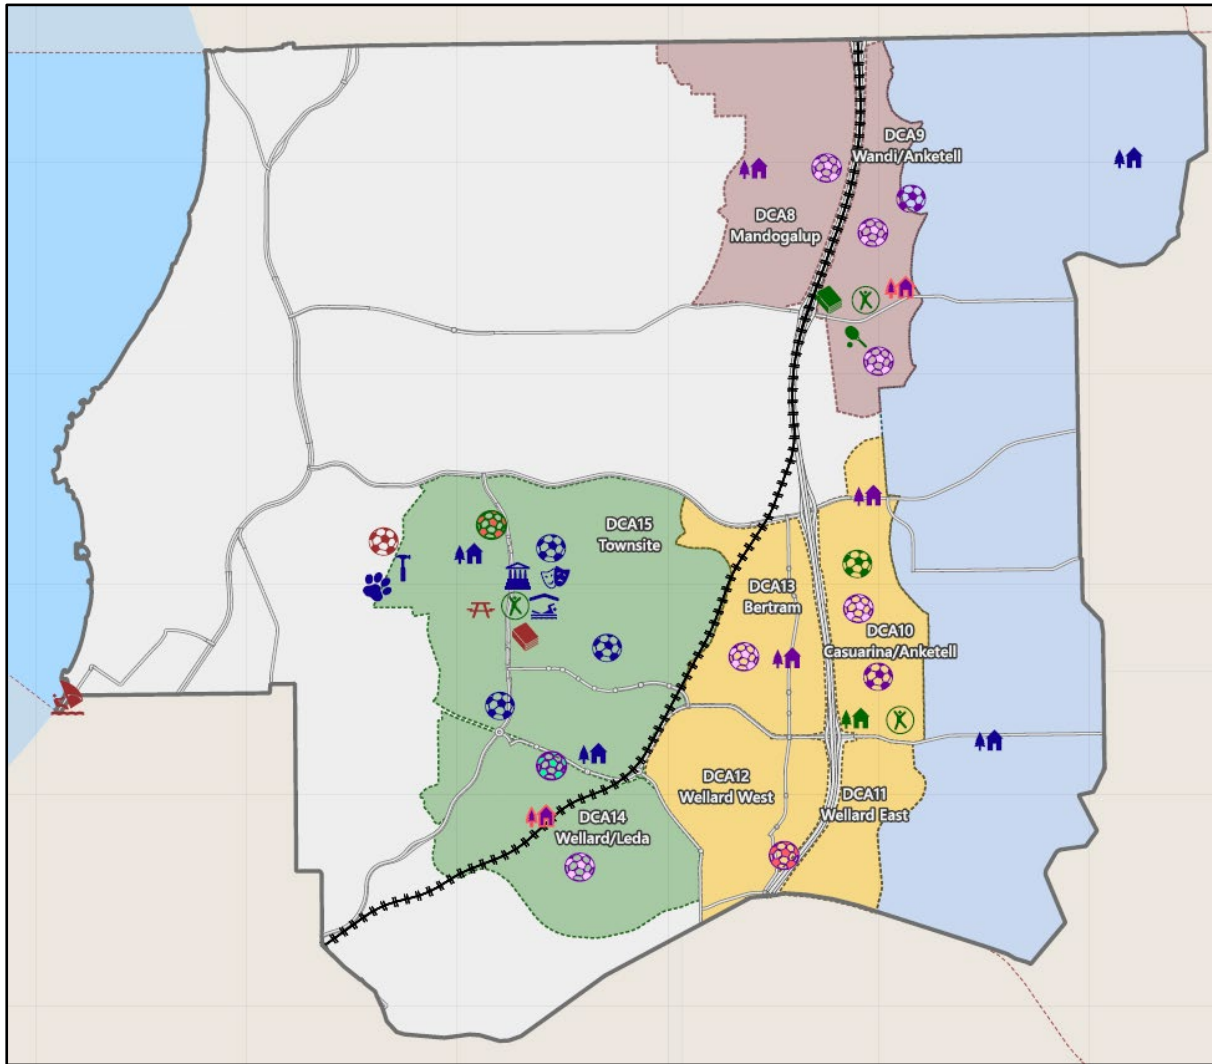 DCA9
Wandi/Anketell
DCA8
Mandogalup
DCA15
Townsite
DCA13
Bertram
DCA10
Casuarina/Anketell
DCA12
Wellard West
DCA11
Wellard East
DCA14
Wellard/Leda